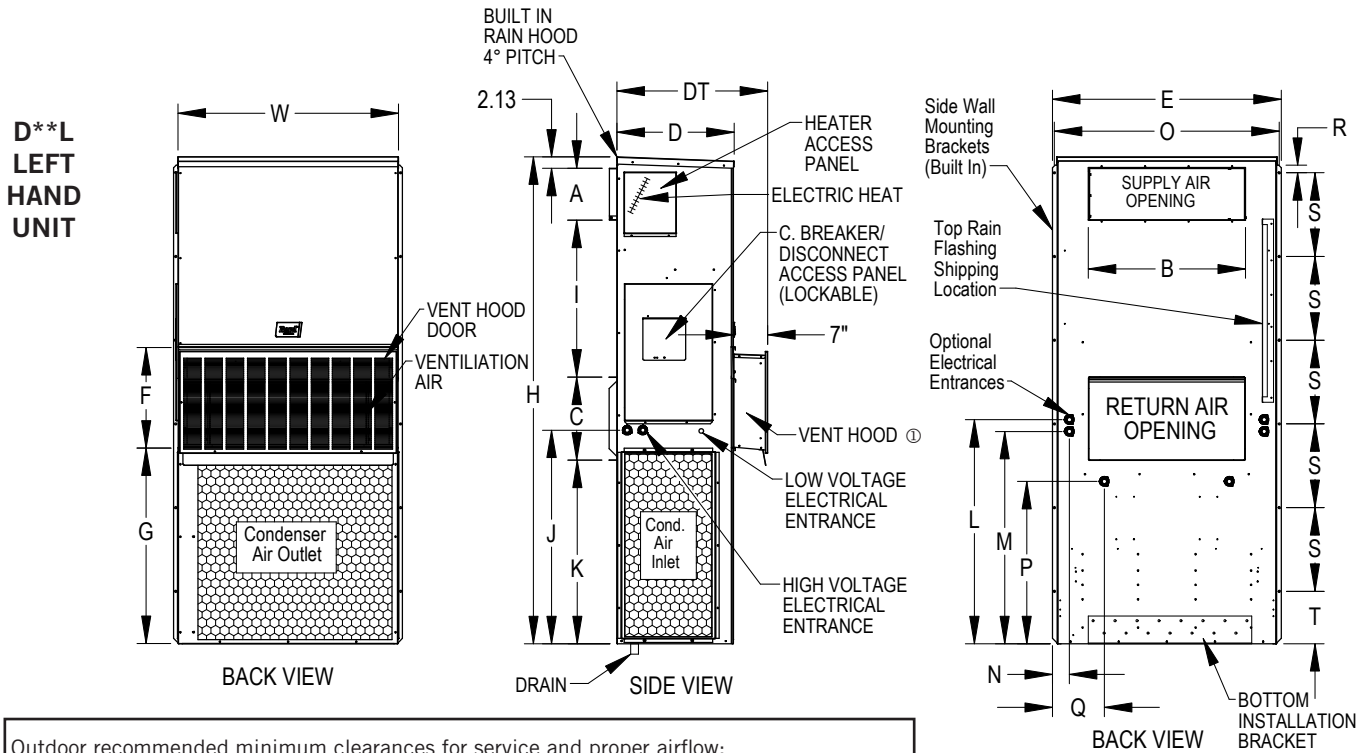 D**L
LEFT
HAND
UNIT
W
VENT HOOD
DOOR
VENTILIATION
AIR
F
G
Condenser
Air Outlet
BACK VIEW
BUILT IN
RAIN HOOD
4° PITCH
2.13
DT
D
HEATER
ACCESS
PANEL
ELECTRIC HEAT
C. BREAKER/
DISCONNECT
ACCESS PANEL
(LOCKABLE)
7"
A
I
H
C
J
K
VENT HOOD ①
LOW VOLTAGE
ELECTRICAL
ENTRANCE
Cond.
Air
Inlet
HIGH VOLTAGE
ELECTRICAL
ENTRANCE
DRAIN
SIDE VIEW
Side Wall
Mounting
Brackets
(Built In)
E
O
R
SUPPLY AIR
OPENING
S
B
Top Rain
Flashing
Shipping
Location
S
S
Optional
Electrical
Entrances
RETURN AIR
OPENING
S
S
L
M
P
T
N
Q
BOTTOM
INSTALLATION
BRACKET
BACK VIEW
Outdoor recommended minimum clearances for service and proper airflow: